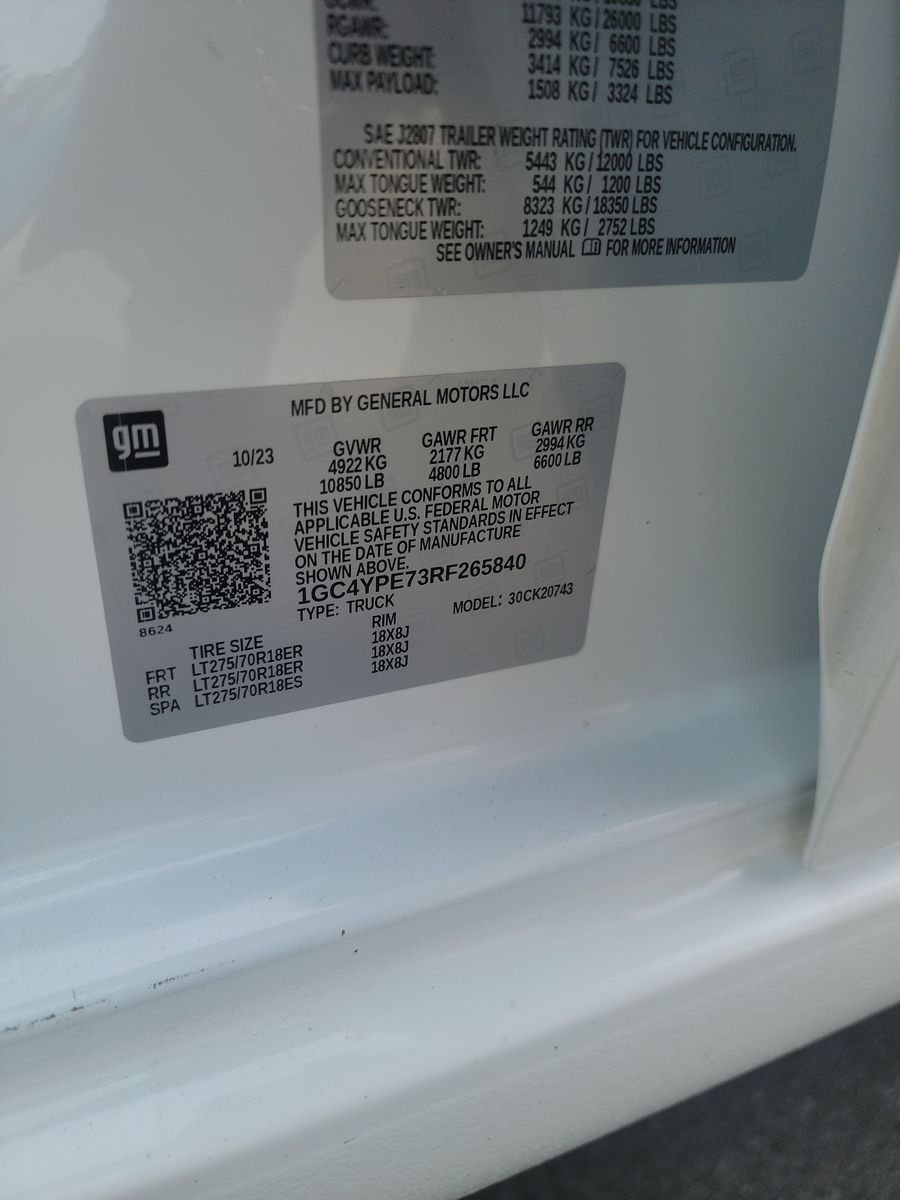 11793 KG/26000 LBS
RGAWR: 2994 KG/ 6600 LBS
CURB WEIGHT: 3414 KG/ 7526 LBS
MAX PAYLOAD: 1508 KG/ 3324 LBS
SAE J2807 TRAILER WEIGHT RATING (TWR) FOR VEHICLE CONFIGURATION.
CONVENTIONAL TWR: 5443 KG/12000 LBS
MAX TONGUE WEIGHT: 544 KG/ 1200 LBS
GOOSENECK TWR: 8323 KG/18350 LBS
MAX TONGUE WEIGHT: 1249 KG/ 2752 LBS
SEE OWNER'S MANUAL FOR MORE INFORMATION
gm
MFD BY GENERAL MOTORS LLC
10/23
GVWR GAWR FRT GAWR RR
4922 KG 2177 KG 2994 KG
10850 LB 4800 LB 6600 LB
THIS VEHICLE CONFORMS TO ALL
APPLICABLE U.S. FEDERAL MOTOR
VEHICLE SAFETY STANDARDS IN EFFECT
ON THE DATE OF MANUFACTURE
SHOWN ABOVE.
1GC4YPE73RF265840
TYPE: TRUCK MODEL: 30CK20743
8624
TIRE SIZE RIM
FRT LT275/70R18ER 18X8J
RR LT275/70R18ER 18X8J
SPA LT275/70R18ES 18X8J